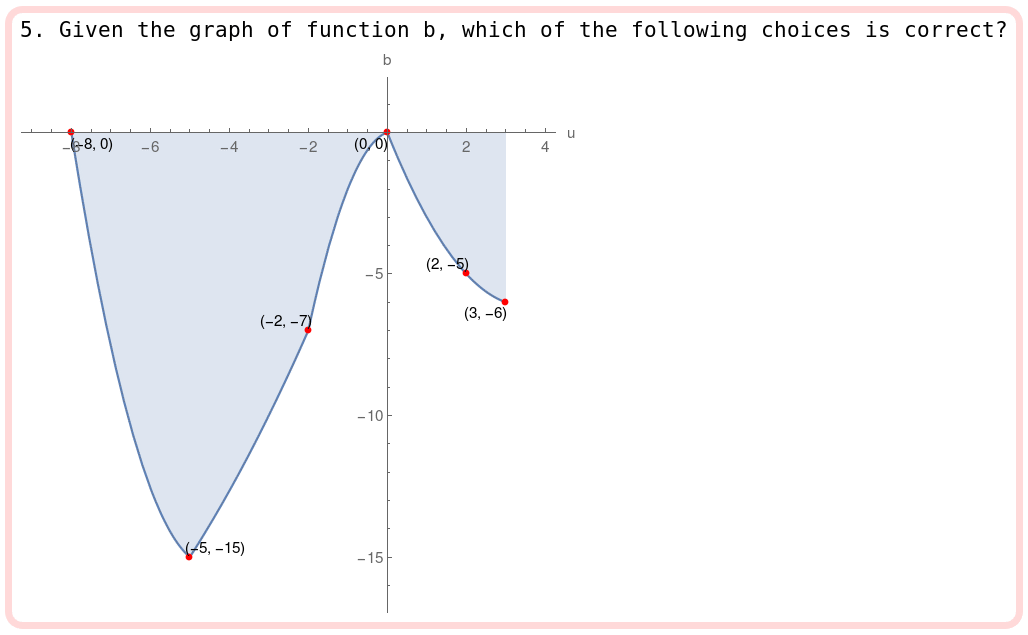 5. Given the graph of function b, which of the following choices is correct?
b
u
(−8, 0)
(0, 0)
−8 −6 −4 −2 2 4
(2, −5)
−5
(3, −6)
(−2, −7)
−10
(−5, −15)
−15